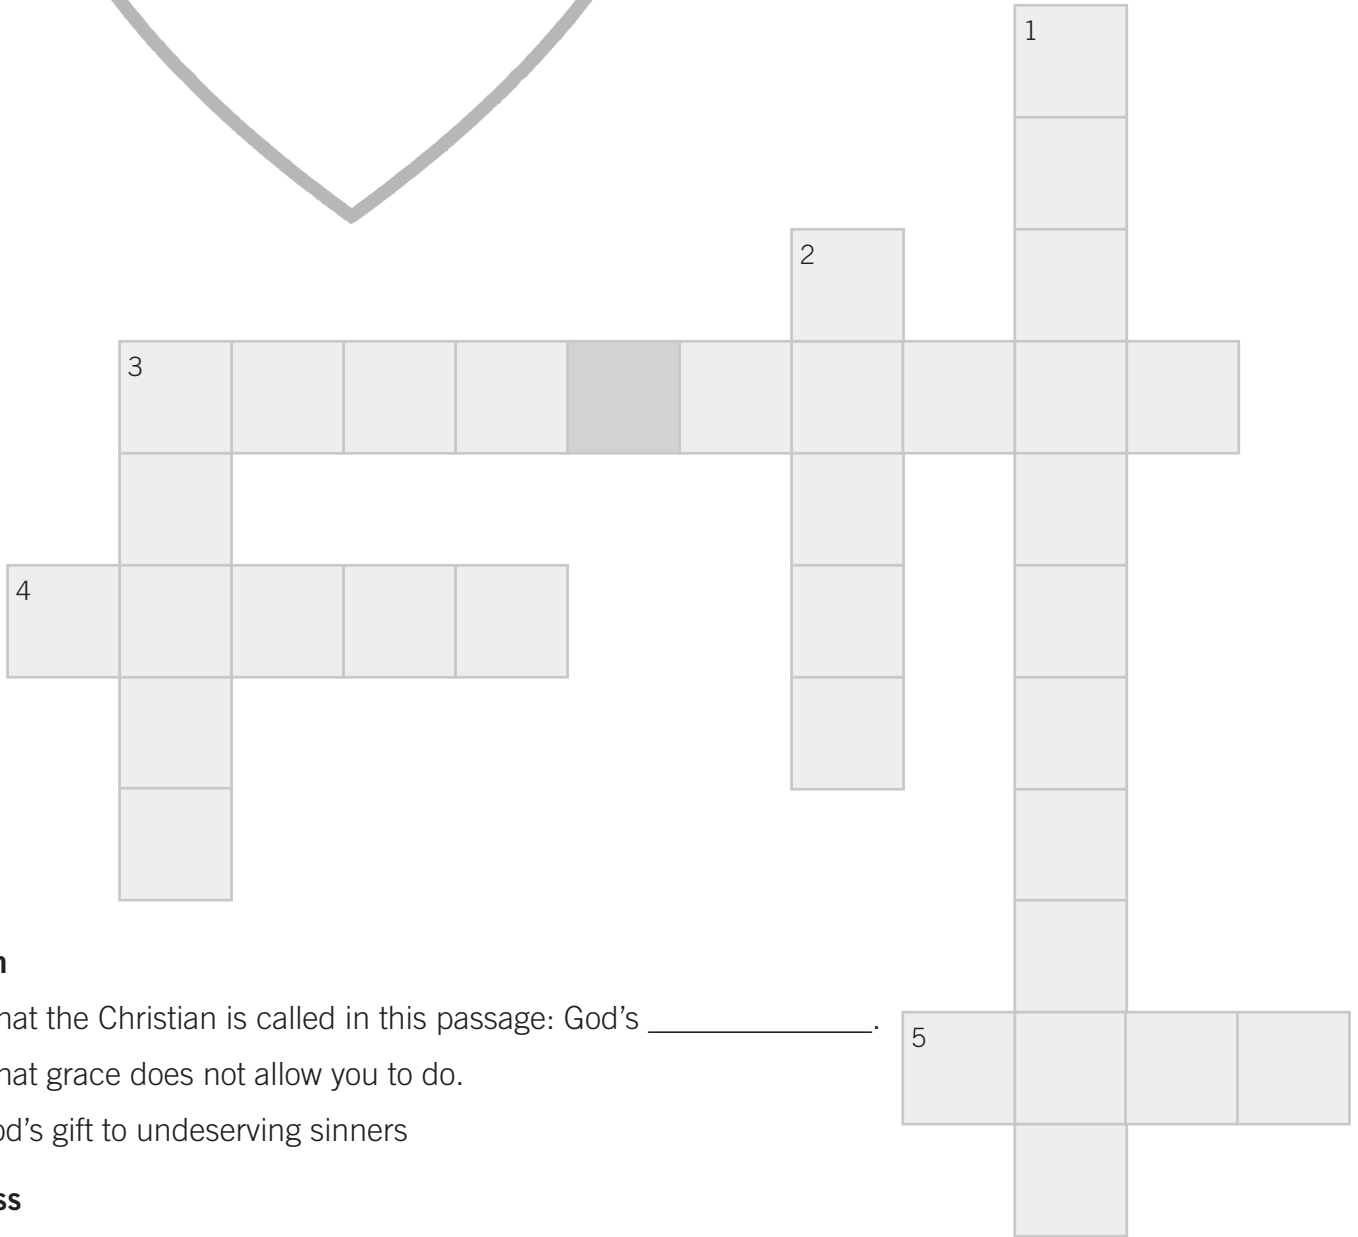 1
2
3
4
n
hat the Christian is called in this passage: God’s ______________.
5
hat grace does not allow you to do.
od’s gift to undeserving sinners
ss